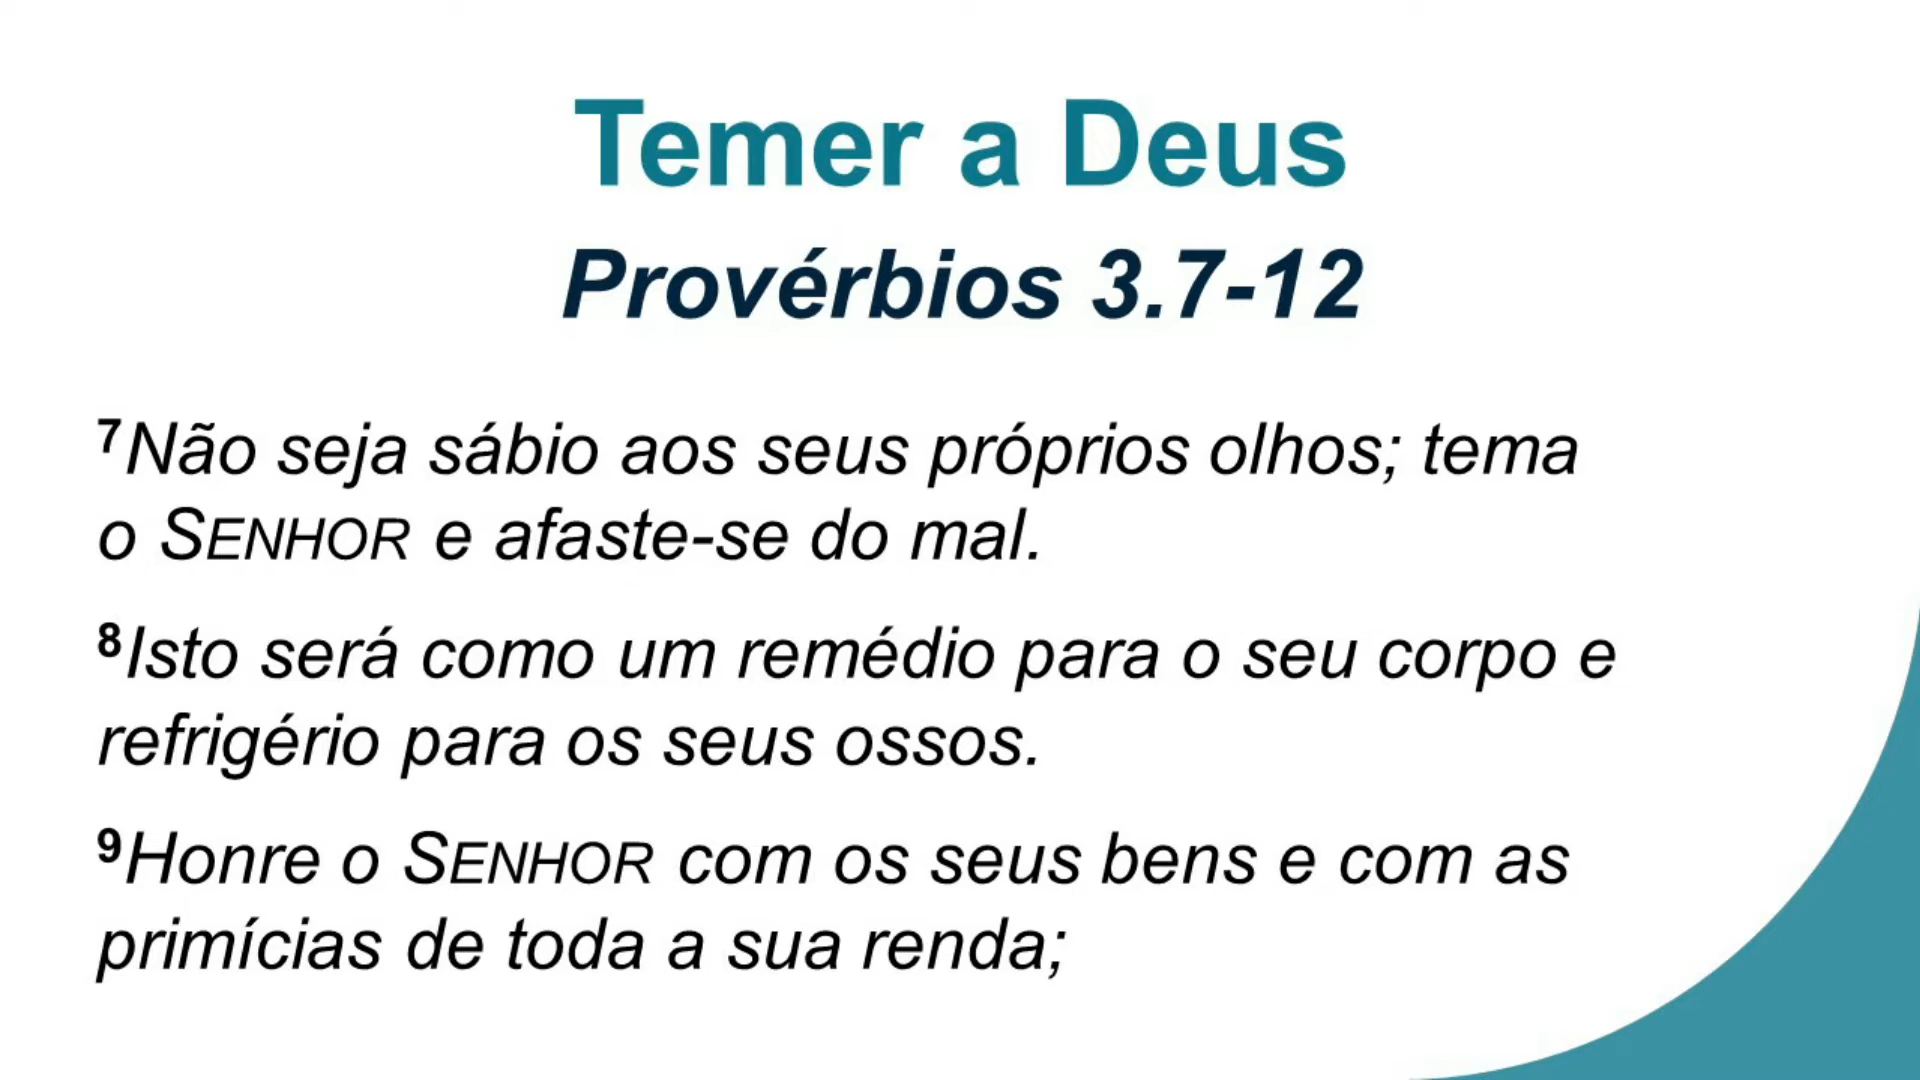 Temer a Deus
Provérbios 3.7-12
⁷Não seja sábio aos seus próprios olhos; tema
o SENHOR e afaste-se do mal.
⁸Isto será como um remédio para o seu corpo e
refrigério para os seus ossos.
⁹Honre o SENHOR com os seus bens e com as
primícias de toda a sua renda;